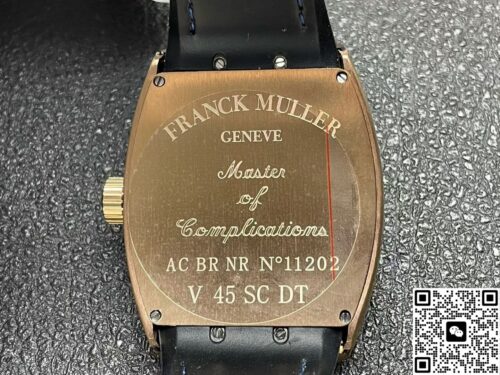 FRANCK MULLER
GENEVE
Master
of
Complications
AC BR NR N°11202
V 45 SC DT